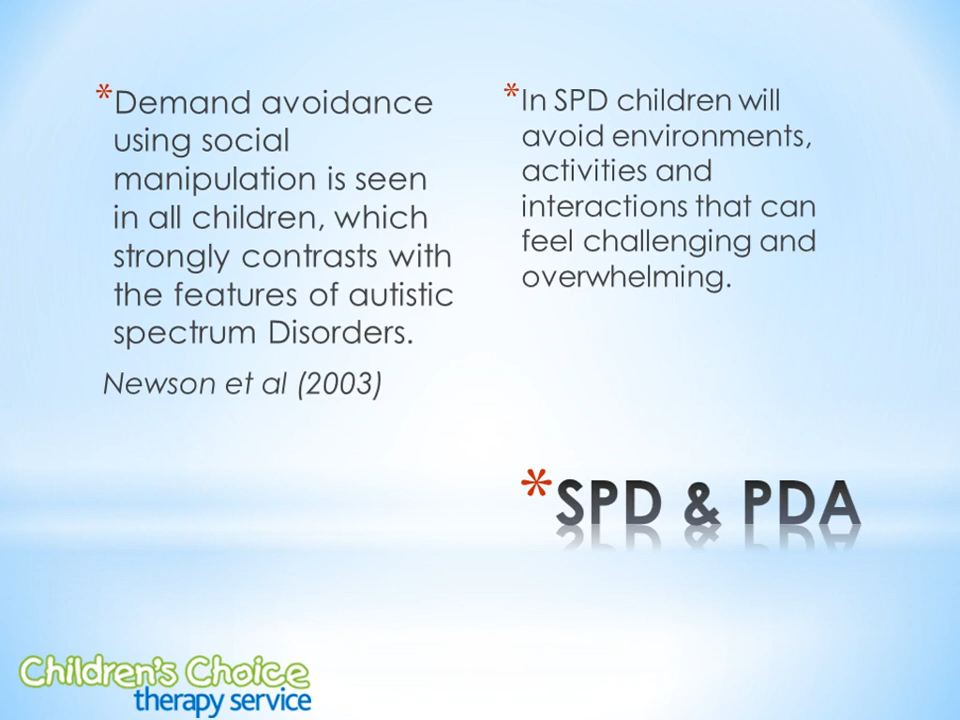 *Demand avoidance
using social
manipulation is seen
in all children, which
strongly contrasts with
the features of autistic
spectrum Disorders.
Newson et al (2003)
*In SPD children will
avoid environments,
activities and
interactions that can
feel challenging and
overwhelming.
*SPD & PDA
Children's Choice
therapy service